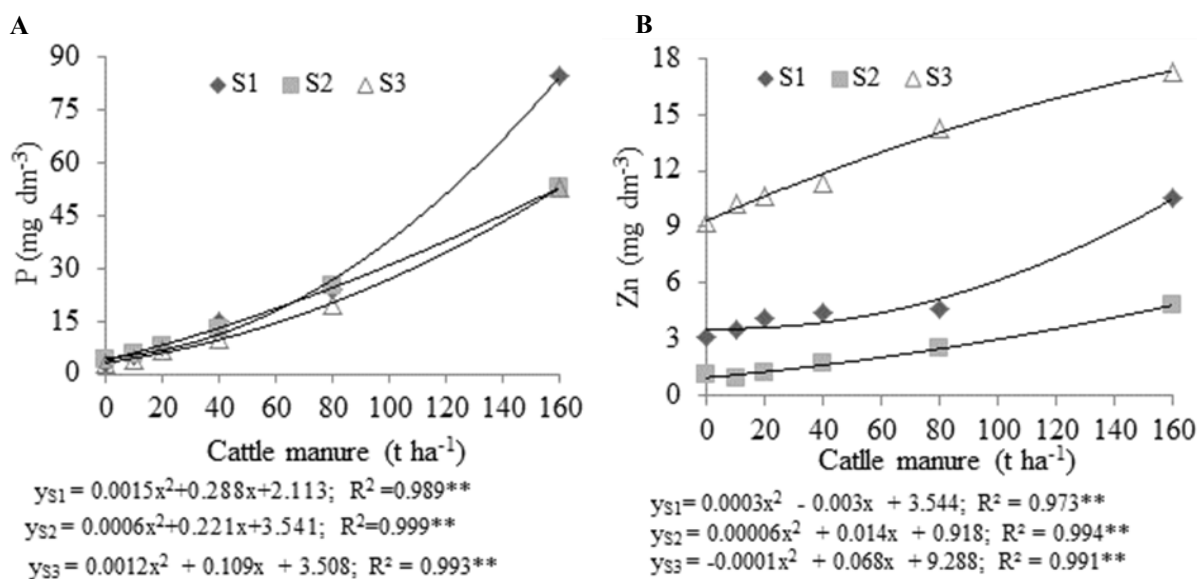 A
P (mg dm⁻³)
90
75
60
45
30
15
0
S1 S2 S3
0 20 40 60 80 100 120 140 160
Cattle manure (t ha⁻¹)
yS1 = 0.0015x²+0.288x+2.113; R² =0.989**
yS2 = 0.0006x²+0.221x+3.541; R²=0.999**
yS3 = 0.0012x² + 0.109x + 3.508; R² = 0.993**
B
Zn (mg dm⁻³)
18
15
12
9
6
3
0
S1 S2 S3
0 20 40 60 80 100 120 140 160
Catlle manure (t ha⁻¹)
yS1= 0.0003x² - 0.003x + 3.544; R² = 0.973**
yS2= 0.00006x² + 0.014x + 0.918; R² = 0.994**
yS3= -0.0001x² + 0.068x + 9.288; R² = 0.991**